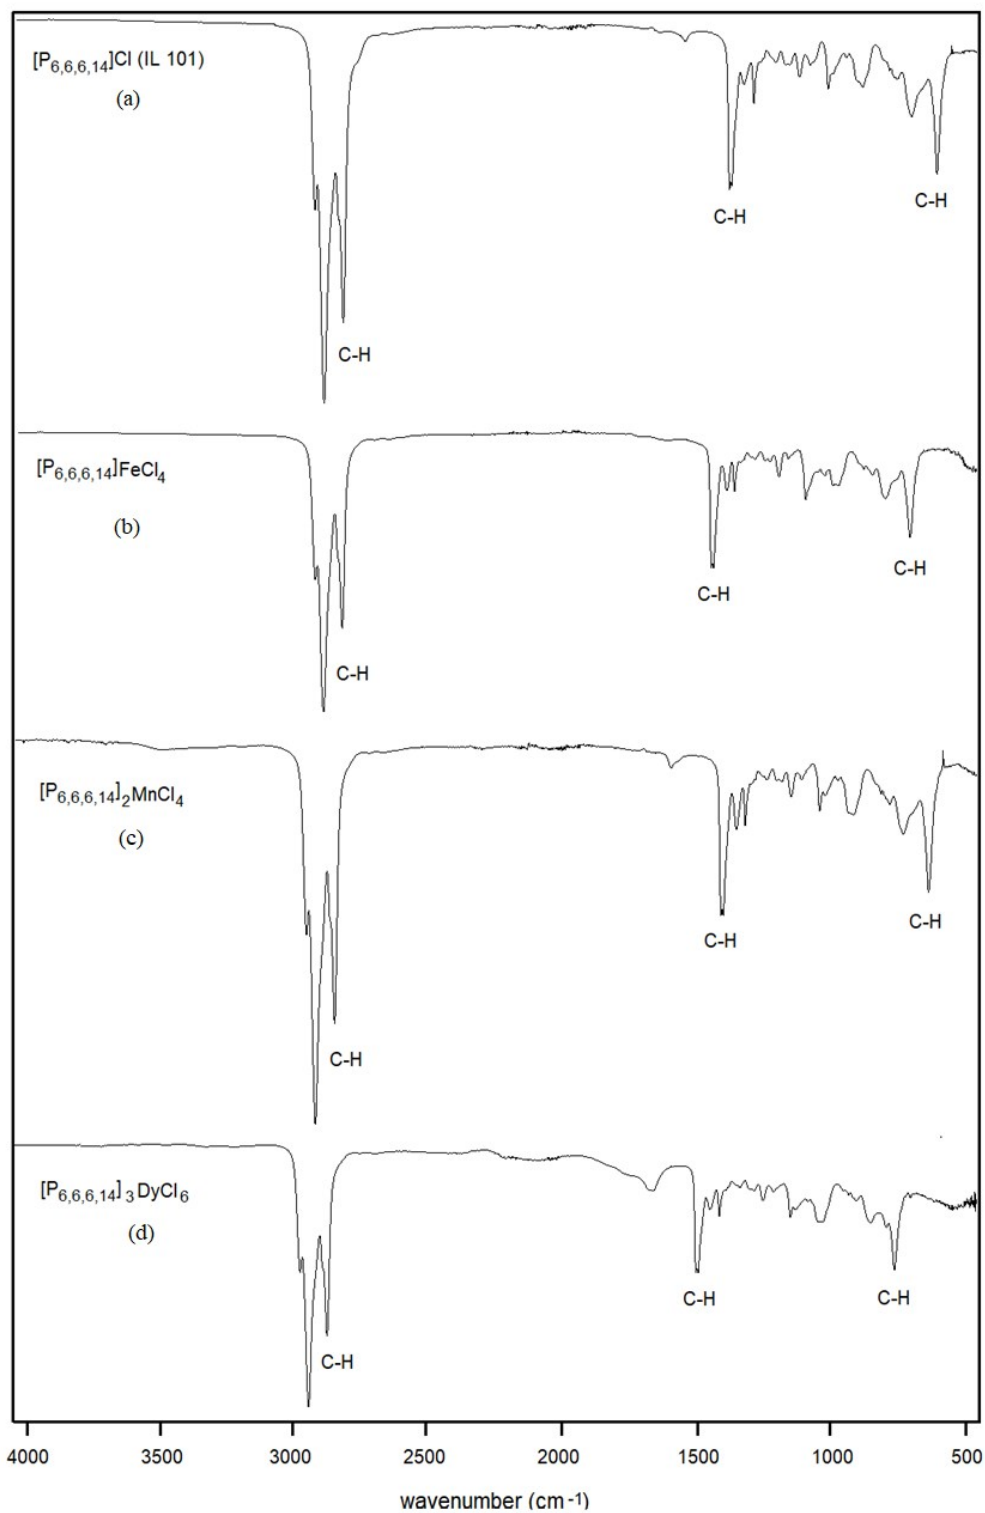 [P6,6,6,14]Cl (IL 101)
(a)
C-H
C-H
C-H
[P6,6,6,14]FeCl4
(b)
C-H
C-H
C-H
[P6,6,6,14]2MnCl4
(c)
C-H
C-H
C-H
[P6,6,6,14]3DyCl6
(d)
C-H
C-H
C-H
4000 3500 3000 2500 2000 1500 1000 500
wavenumber (cm-1)